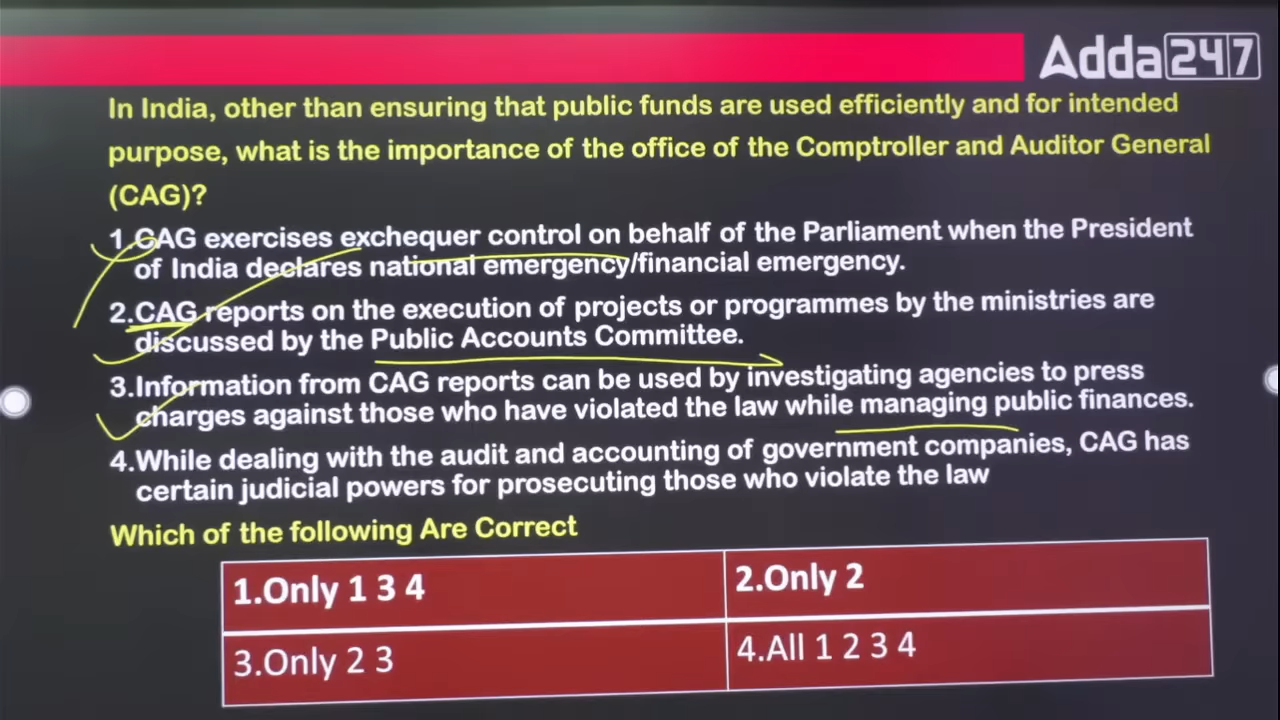 Adda247
In India, other than ensuring that public funds are used efficiently and for intended
purpose, what is the importance of the office of the Comptroller and Auditor General
(CAG)?
1.CAG exercises exchequer control on behalf of the Parliament when the President
of India declares national emergency/financial emergency.
2.CAG reports on the execution of projects or programmes by the ministries are
discussed by the Public Accounts Committee.
3.Information from CAG reports can be used by investigating agencies to press
charges against those who have violated the law while managing public finances.
4.While dealing with the audit and accounting of government companies, CAG has
certain judicial powers for prosecuting those who violate the law
Which of the following Are Correct
1.Only 1 3 4
2.Only 2
3.Only 2 3
4.All 1 2 3 4